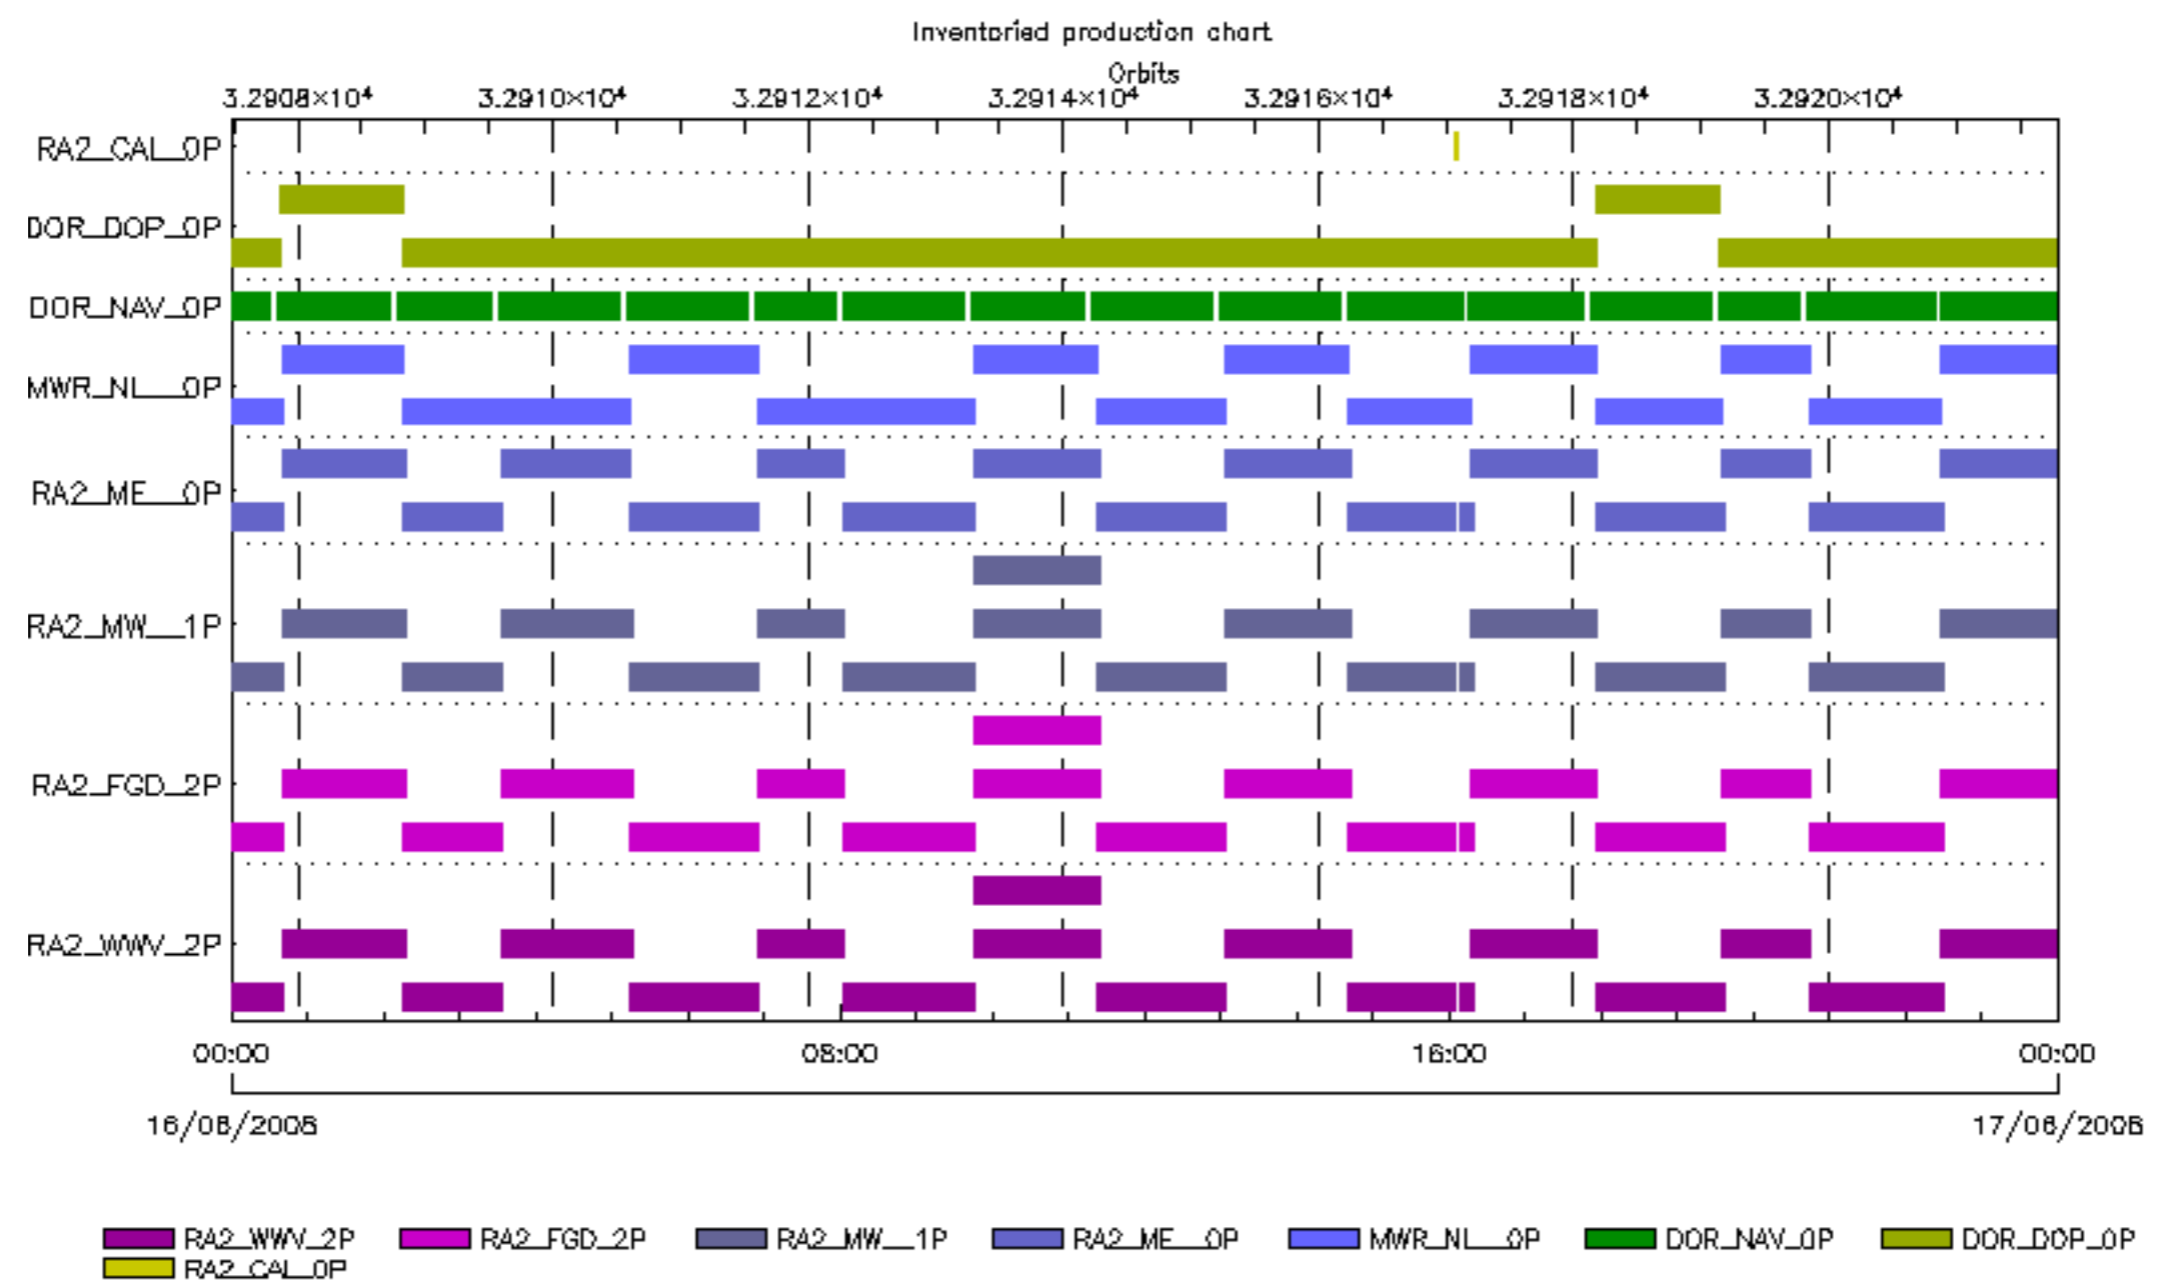 Inventoried production chart
Orbits
3.2908×10⁴ 3.2910×10⁴ 3.2912×10⁴ 3.2914×10⁴ 3.2916×10⁴ 3.2918×10⁴ 3.2920×10⁴
RA2_CAL_0P
DOR_DOP_0P
DOR_NAV_0P
MWR_NL__0P
RA2_ME__0P
RA2_MW__1P
RA2_FGD_2P
RA2_WWV_2P
00:00 08:00 16:00 00:00
16/06/2008 17/06/2008
RA2_WWV_2P RA2_FGD_2P RA2_MW__1P RA2_ME__0P MWR_NL__0P DOR_NAV_0P DOR_DOP_0P
RA2_CAL_0P